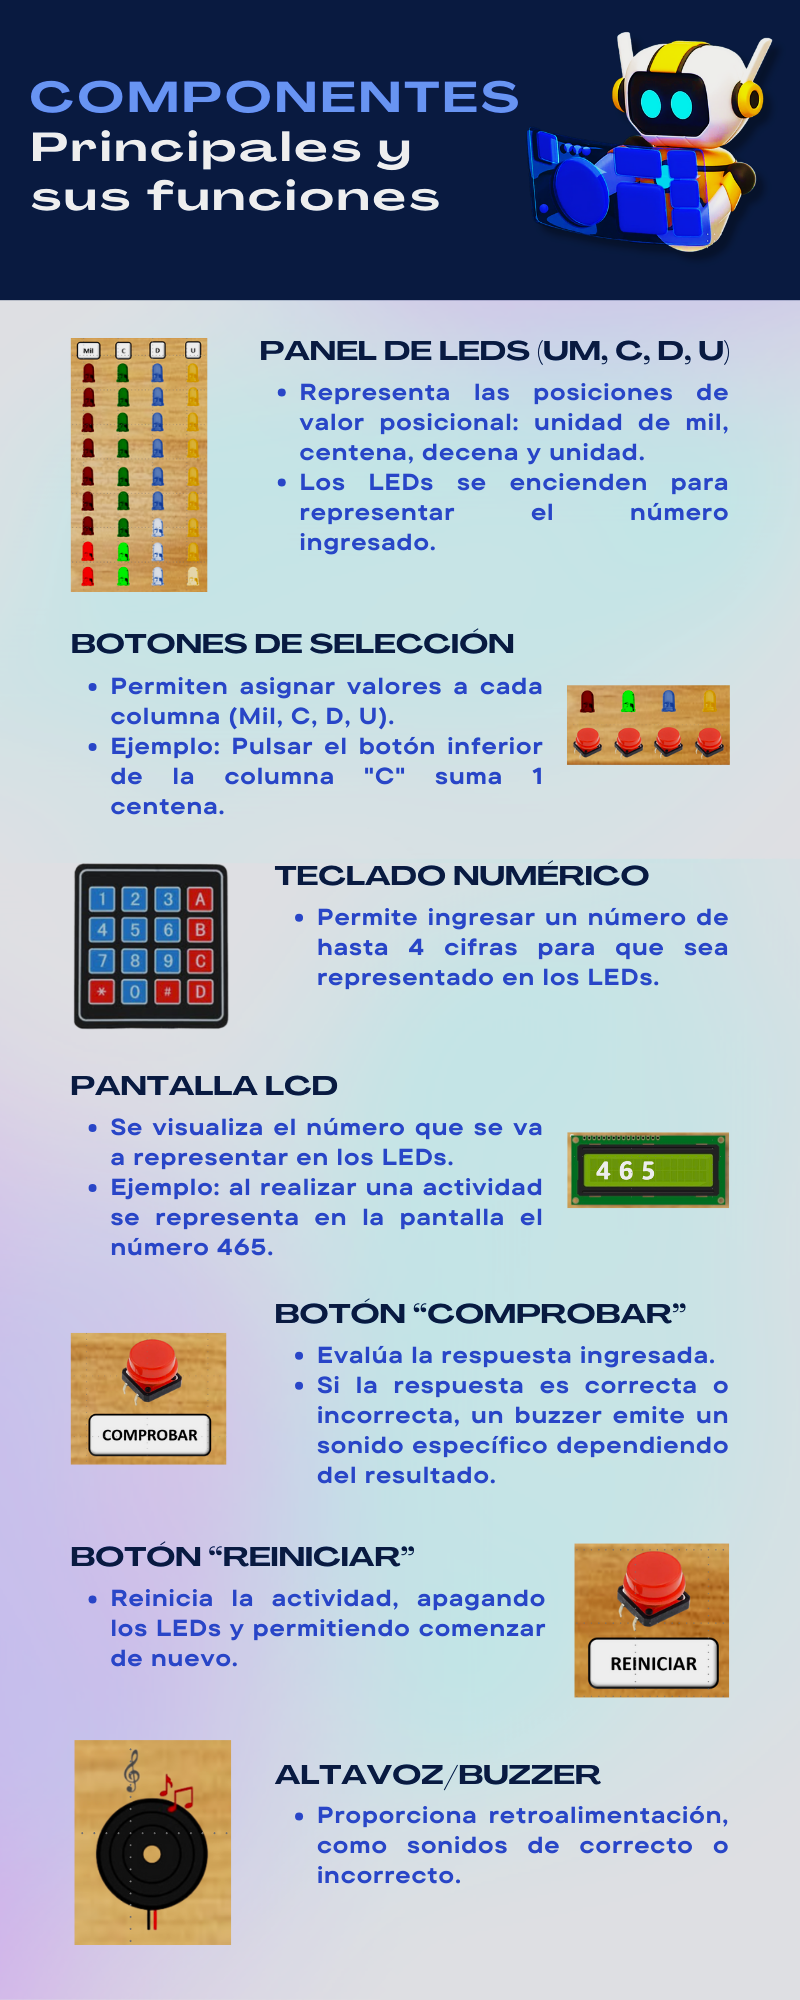 COMPONENTES
Principales y
sus funciones
Mil C D U
PANEL DE LEDS (UM, C, D, U)
• Representa las posiciones de
valor posicional: unidad de mil,
centena, decena y unidad.
• Los LEDs se encienden para
representar el número
ingresado.
BOTONES DE SELECCIÓN
• Permiten asignar valores a cada
columna (Mil, C, D, U).
• Ejemplo: Pulsar el botón inferior
de la columna "C" suma 1
centena.
1 2 3 A
4 5 6 B
7 8 9 C
* 0 # D
TECLADO NUMÉRICO
• Permite ingresar un número de
hasta 4 cifras para que sea
representado en los LEDs.
PANTALLA LCD
• Se visualiza el número que se va
a representar en los LEDs.
• Ejemplo: al realizar una actividad
se representa en la pantalla el
número 465.
465
BOTÓN “COMPROBAR”
• Evalúa la respuesta ingresada.
• Si la respuesta es correcta o
incorrecta, un buzzer emite un
sonido específico dependiendo
del resultado.
COMPROBAR
BOTÓN “REINICIAR”
• Reinicia la actividad, apagando
los LEDs y permitiendo comenzar
de nuevo.
REINICIAR
ALTAVOZ/BUZZER
• Proporciona retroalimentación,
como sonidos de correcto o
incorrecto.